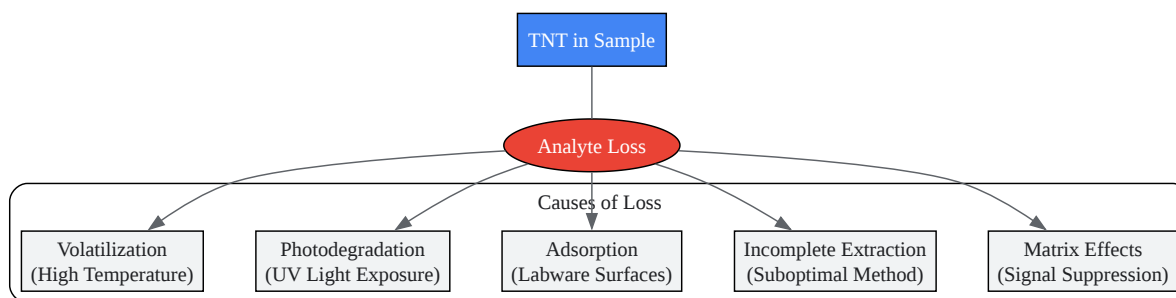 TNT in Sample
Analyte Loss
Causes of Loss
Volatilization
(High Temperature)
Photodegradation
(UV Light Exposure)
Adsorption
(Labware Surfaces)
Incomplete Extraction
(Suboptimal Method)
Matrix Effects
(Signal Suppression)